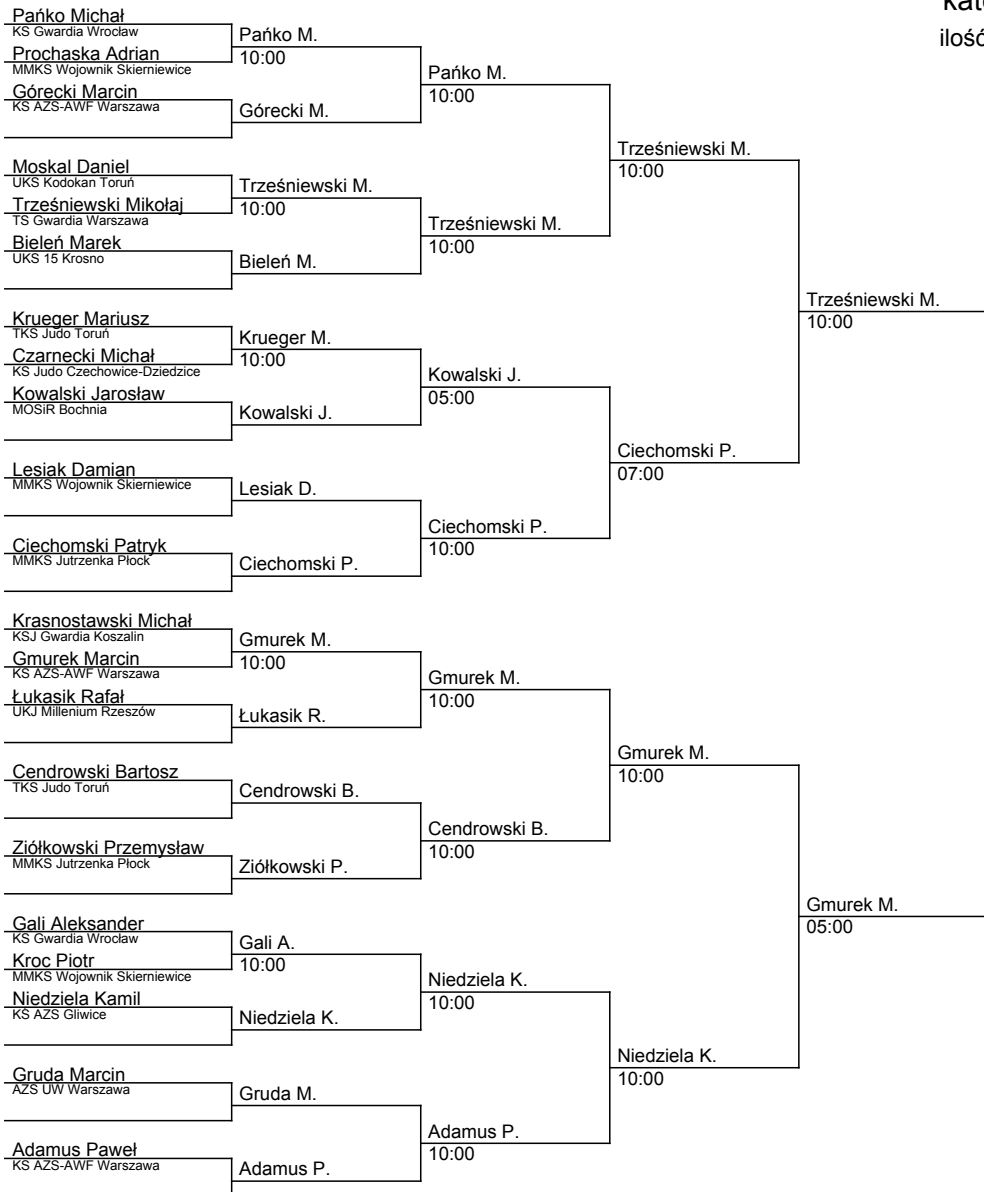 kat
ilość
Pańko Michał
KS Gwardia Wrocław
Prochaska Adrian
MMKS Wojownik Skierniewice
Górecki Marcin
KS AZS-AWF Warszawa
Moskal Daniel
UKS Kodokan Toruń
Trześniewski Mikołaj
TS Gwardia Warszawa
Bieleń Marek
UKS 15 Krosno
Krueger Mariusz
TKS Judo Toruń
Czarnecki Michał
KS Judo Czechowice-Dziedzice
Kowalski Jarosław
MOSiR Bochnia
Lesiak Damian
MMKS Wojownik Skierniewice
Ciechomski Patryk
MMKS Jutrzenka Płock
Krasnostawski Michał
KSJ Gwardia Koszalin
Gmurek Marcin
KS AZS-AWF Warszawa
Łukasik Rafał
UKJ Millenium Rzeszów
Cendrowski Bartosz
TKS Judo Toruń
Ziółkowski Przemysław
MMKS Jutrzenka Płock
Gali Aleksander
KS Gwardia Wrocław
Kroc Piotr
MMKS Wojownik Skierniewice
Niedziela Kamil
KS AZS Gliwice
Gruda Marcin
AZS UW Warszawa
Adamus Paweł
KS AZS-AWF Warszawa
Pańko M.
10:00
Górecki M.
Trześniewski M.
10:00
Bieleń M.
Krueger M.
10:00
Kowalski J.
Lesiak D.
Ciechomski P.
Gmurek M.
10:00
Łukasik R.
Cendrowski B.
Ziółkowski P.
Gali A.
10:00
Niedziela K.
Gruda M.
Adamus P.
Pańko M.
10:00
Trześniewski M.
10:00
Kowalski J.
05:00
Ciechomski P.
10:00
Gmurek M.
10:00
Cendrowski B.
10:00
Niedziela K.
10:00
Adamus P.
10:00
Trześniewski M.
10:00
Ciechomski P.
07:00
Gmurek M.
10:00
Niedziela K.
10:00
Trześniewski M.
10:00
Gmurek M.
05:00